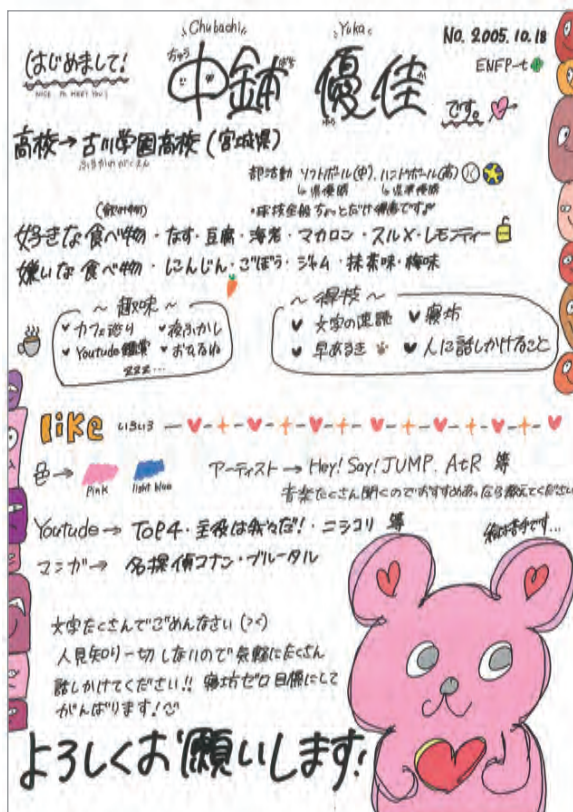 Chubachi Yuka
No. 2005.10.18
ENFP-t
はじめまして!
NICE TO MEET YOU!
中鉢 優佳
ちゅう ばち ゆう か
です。
高校→古川学園高校(宮城県)
ふるかわがくえん
部活動 ソフトボール(中)、ハンドボール(高)
↳県優勝 ↳県準優勝
・球技全般ちょっとだけ得意です
(飲み物)
好きな食べ物・なす・豆腐・海老・マカロン・スルメ・レモンティー
嫌いな食べ物・にんじん・ごぼう・ジャム・抹茶味・梅味
～趣味～
カフェ巡り
夜ふかし
Youtude鑑賞
おひるね
zzz...
～特技～
文字の速読
寝坊
早あるき
人に話しかけること
like いろいろ
色→ Pink light blue
アーティスト→Hey! Say! JUMP、AtR 等
音楽たくさん聞くのでおすすめあったら教えてください
Youtude→TOP4・主役は我々だ!・ニシコリ 等
マンガ→名探偵コナン・ブルータル
絵は苦手です...
文字たくさんでごめんなさい
人見知り一切しないので気軽にたくさん
話しかけてください!! 寝坊ゼロ目標にして
がんばります!
よろしくお願いします!